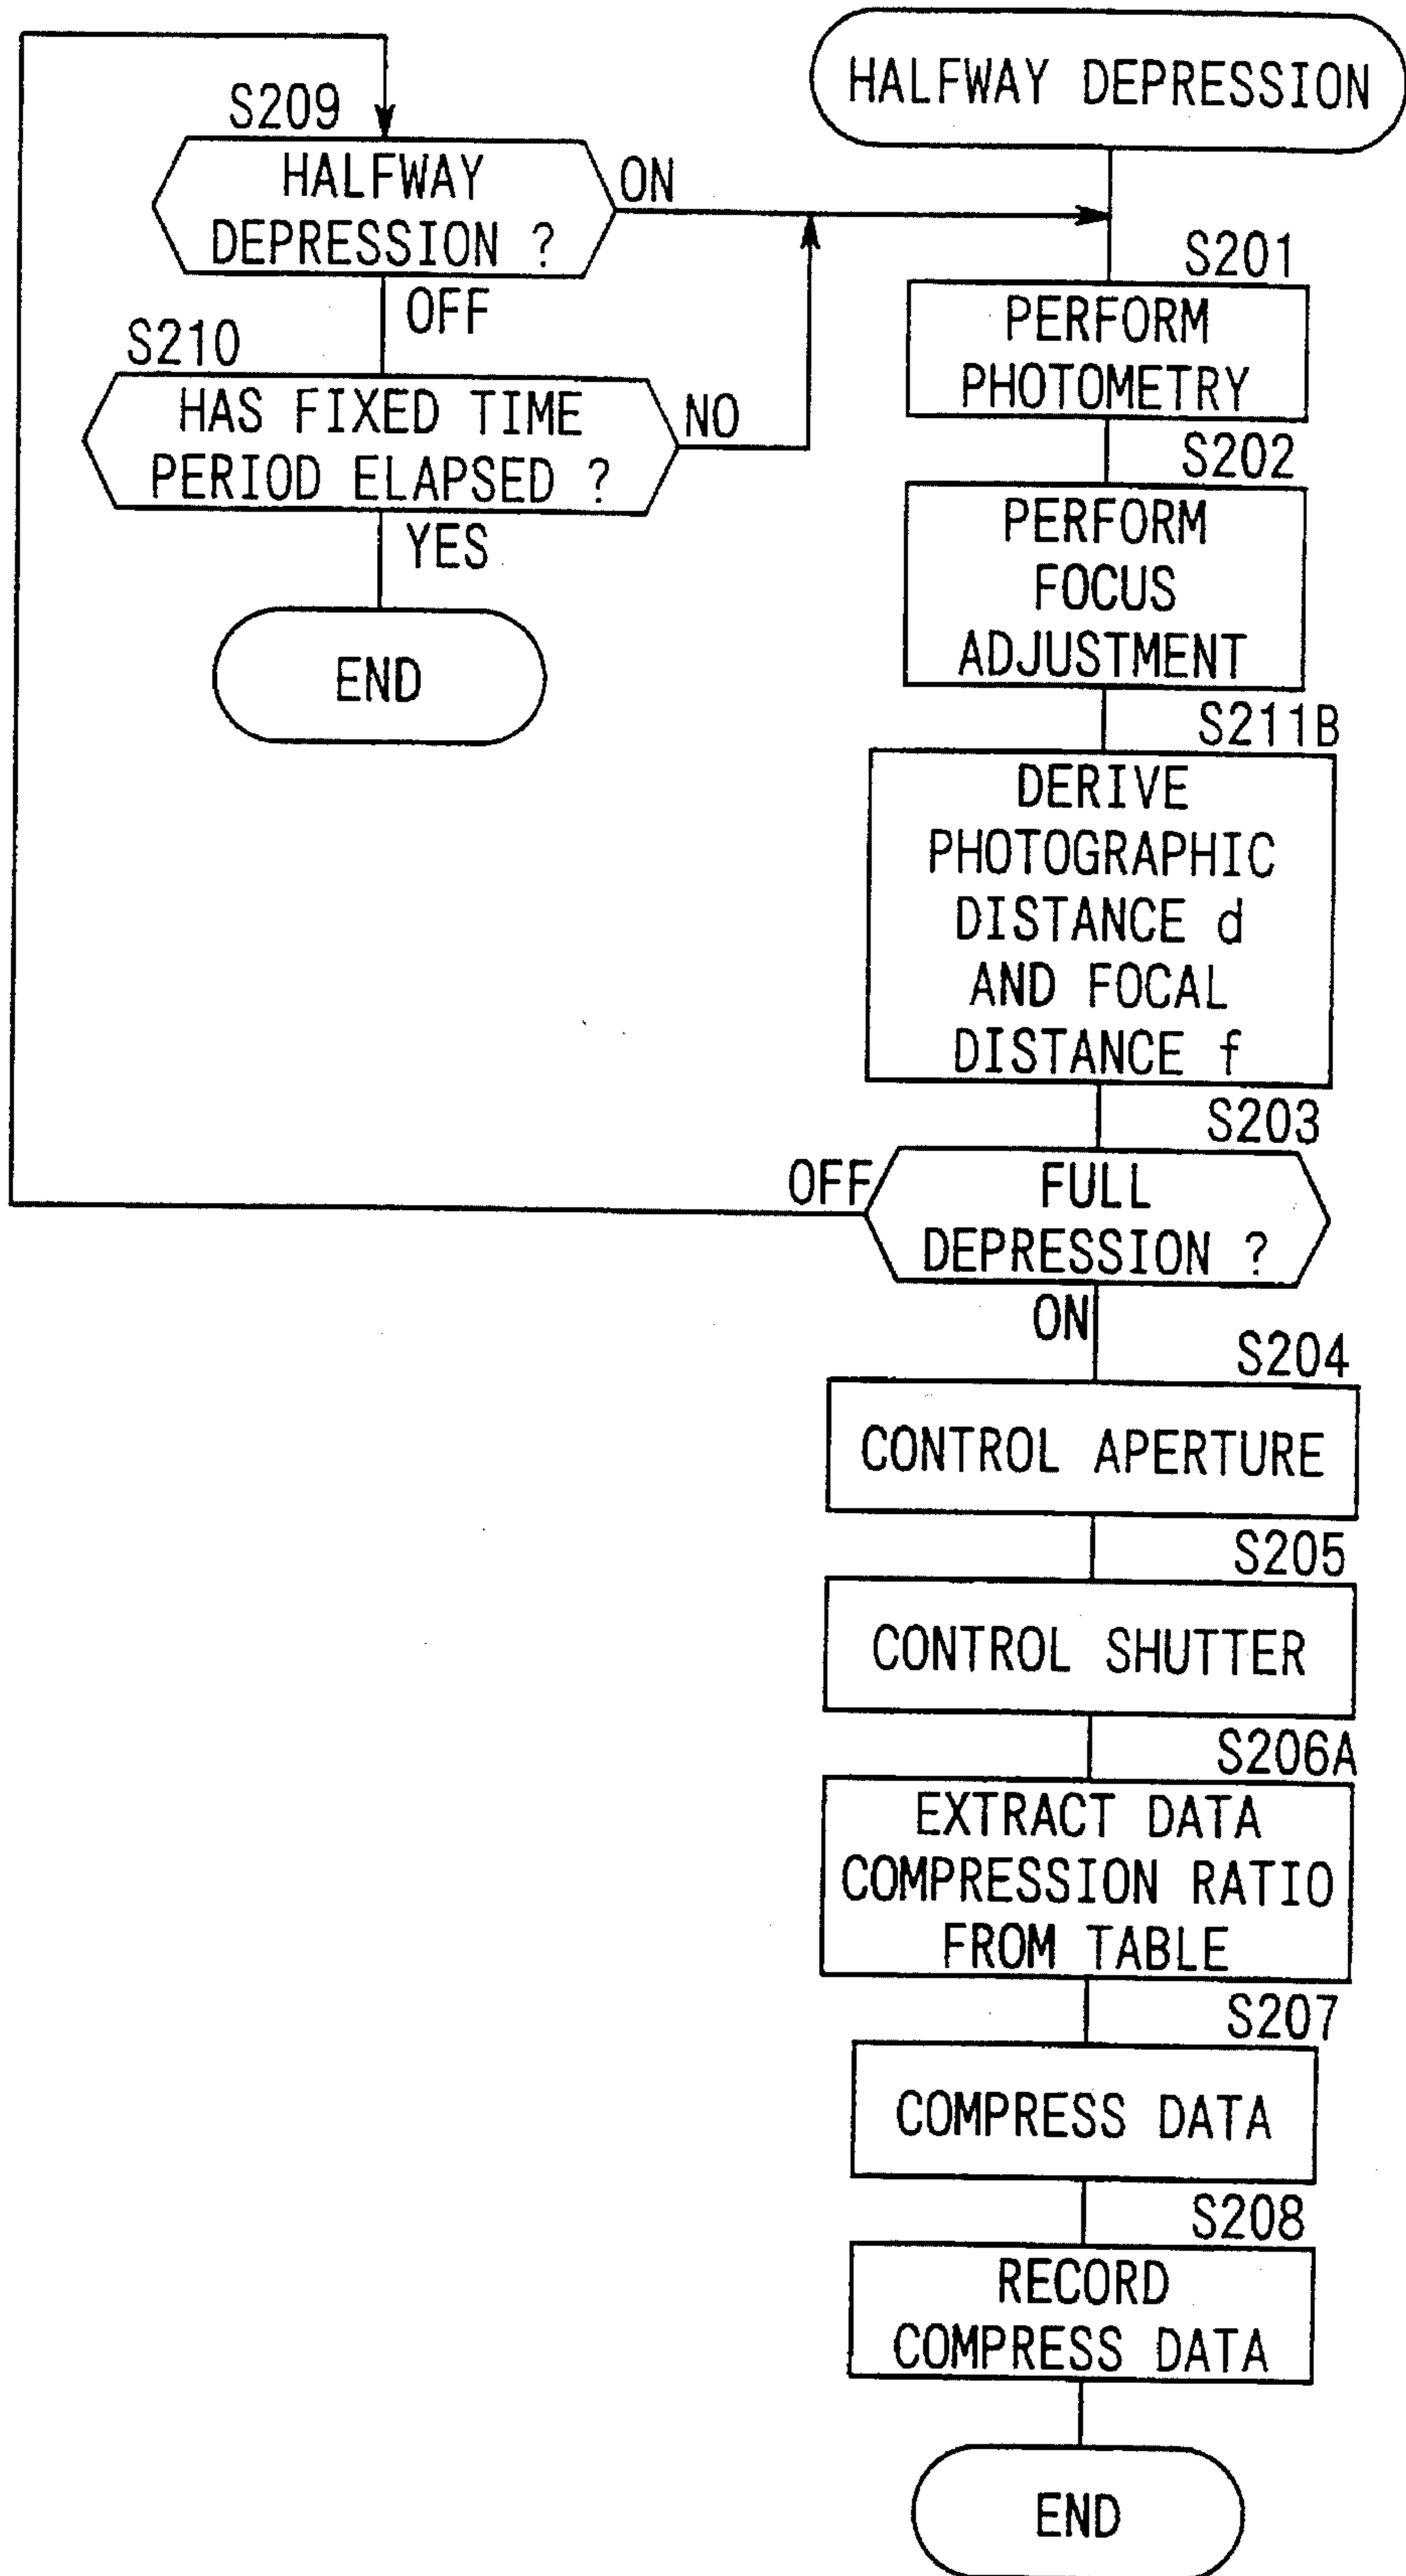 HALFWAY DEPRESSION
S209
HALFWAY
DEPRESSION ?
ON
OFF
S210
HAS FIXED TIME
PERIOD ELAPSED ?
NO
YES
END
S201
PERFORM
PHOTOMETRY
S202
PERFORM
FOCUS
ADJUSTMENT
S211B
DERIVE
PHOTOGRAPHIC
DISTANCE d
AND FOCAL
DISTANCE f
S203
OFF
FULL
DEPRESSION ?
ON
S204
CONTROL APERTURE
S205
CONTROL SHUTTER
S206A
EXTRACT DATA
COMPRESSION RATIO
FROM TABLE
S207
COMPRESS DATA
S208
RECORD
COMPRESS DATA
END